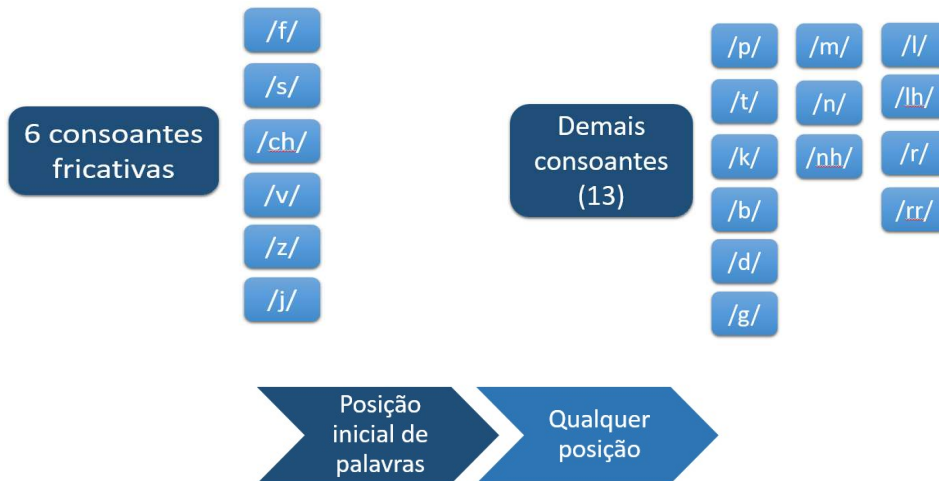 6 consoantes
fricativas
/f/
/s/
/ch/
/v/
/z/
/j/
Demais
consoantes
(13)
/p/
/t/
/k/
/b/
/d/
/g/
/m/
/n/
/nh/
/l/
/lh/
/r/
/rr/
Posição
inicial de
palavras
Qualquer
posição